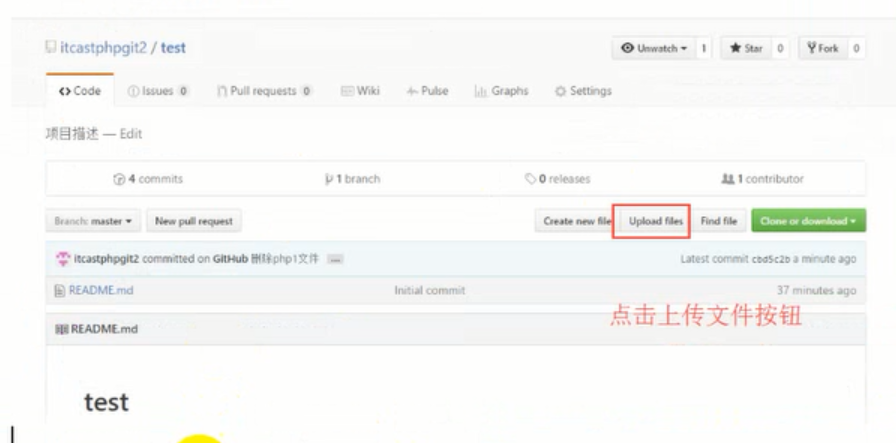 itcastphpgit2 / test
Unwatch 1 Star 0 Fork 0
Code Issues 0 Pull requests 0 Wiki Pulse Graphs Settings
项目描述 — Edit
4 commits 1 branch 0 releases 1 contributor
Branch: master New pull request Create new file Upload files Find file Clone or download
itcastphpgit2 committed on GitHub 删除php1文件 … Latest commit cbd5c2b a minute ago
README.md Initial commit 37 minutes ago
点击上传文件按钮
README.md
test